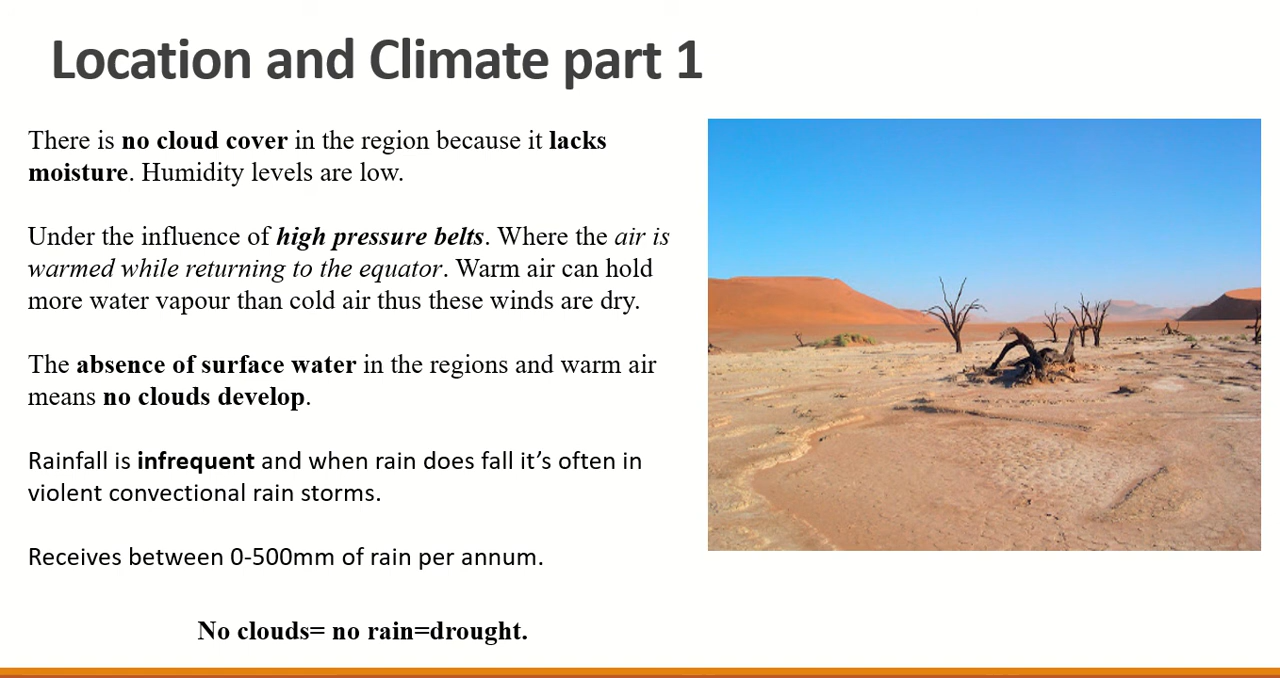 Location and Climate part 1
There is no cloud cover in the region because it lacks
moisture. Humidity levels are low.
Under the influence of high pressure belts. Where the air is
warmed while returning to the equator. Warm air can hold
more water vapour than cold air thus these winds are dry.
The absence of surface water in the regions and warm air
means no clouds develop.
Rainfall is infrequent and when rain does fall it’s often in
violent convectional rain storms.
Receives between 0-500mm of rain per annum.
No clouds= no rain=drought.